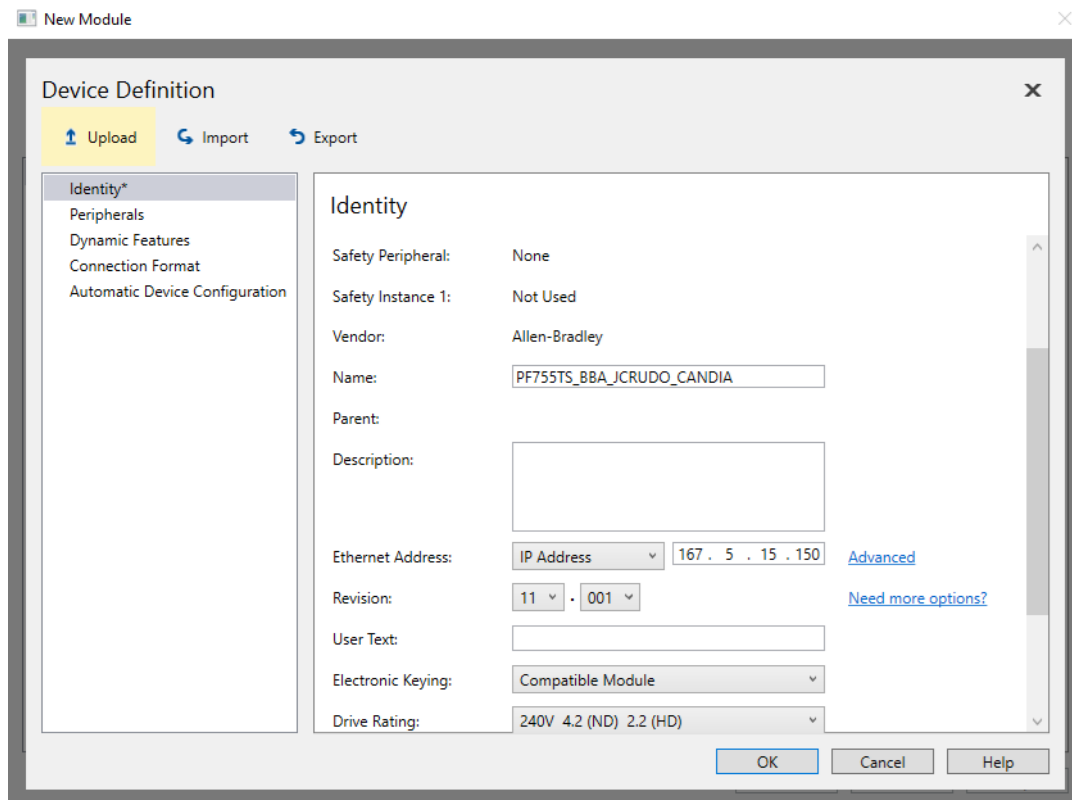 New Module
Device Definition
Upload Import Export
Identity*
Peripherals
Dynamic Features
Connection Format
Automatic Device Configuration
Identity
Safety Peripheral: None
Safety Instance 1: Not Used
Vendor: Allen-Bradley
Name: PF755TS_BBA_JCRUDO_CANDIA
Parent:
Description:
Ethernet Address: IP Address 167 . 5 . 15 . 150 Advanced
Revision: 11 . 001 Need more options?
User Text:
Electronic Keying: Compatible Module
Drive Rating: 240V 4.2 (ND) 2.2 (HD)
OK Cancel Help